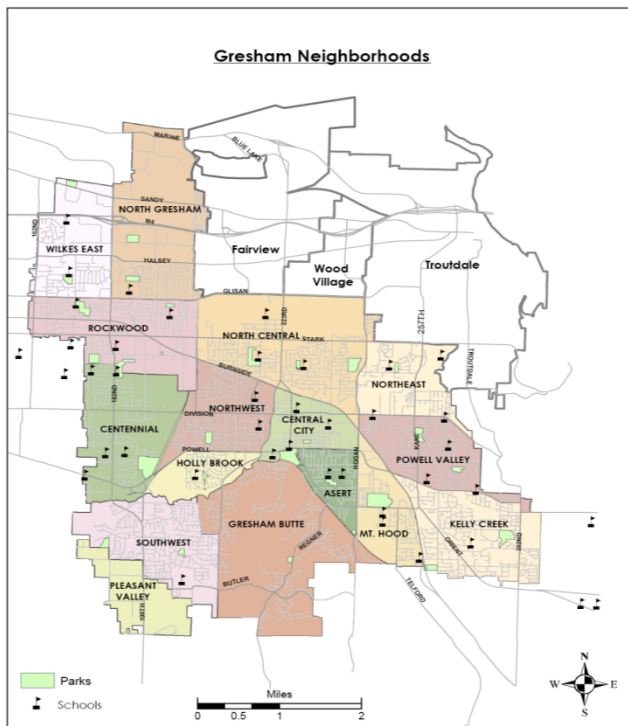 Gresham Neighborhoods
MARINE
BLUE LAKE
SANDY
NORTH GRESHAM
I84
162ND
WILKES EAST
Fairview
HALSEY
Wood
Village
Troutdale
GLISAN
ROCKWOOD
223RD
257TH
NORTH CENTRAL
STARK
TROUTDALE
BURNSIDE
NORTHEAST
182ND
NORTHWEST
DIVISION
CENTRAL
CITY
CENTENNIAL
KANE
POWELL
HOGAN
POWELL VALLEY
HOLLY BROOK
ASERT
GRESHAM BUTTE
KELLY CREEK
REGNER
MT. HOOD
ORIENT
282ND
SOUTHWEST
BUTLER
PLEASANT
VALLEY
TELFORD
190TH
Parks
Schools
Miles
0 0.5 1 2
N
W E
S